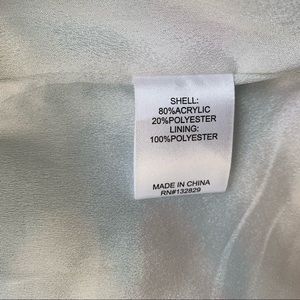 SHELL:
80%ACRYLIC
20%POLYESTER
LINING:
100%POLYESTER
MADE IN CHINA
RN#132829